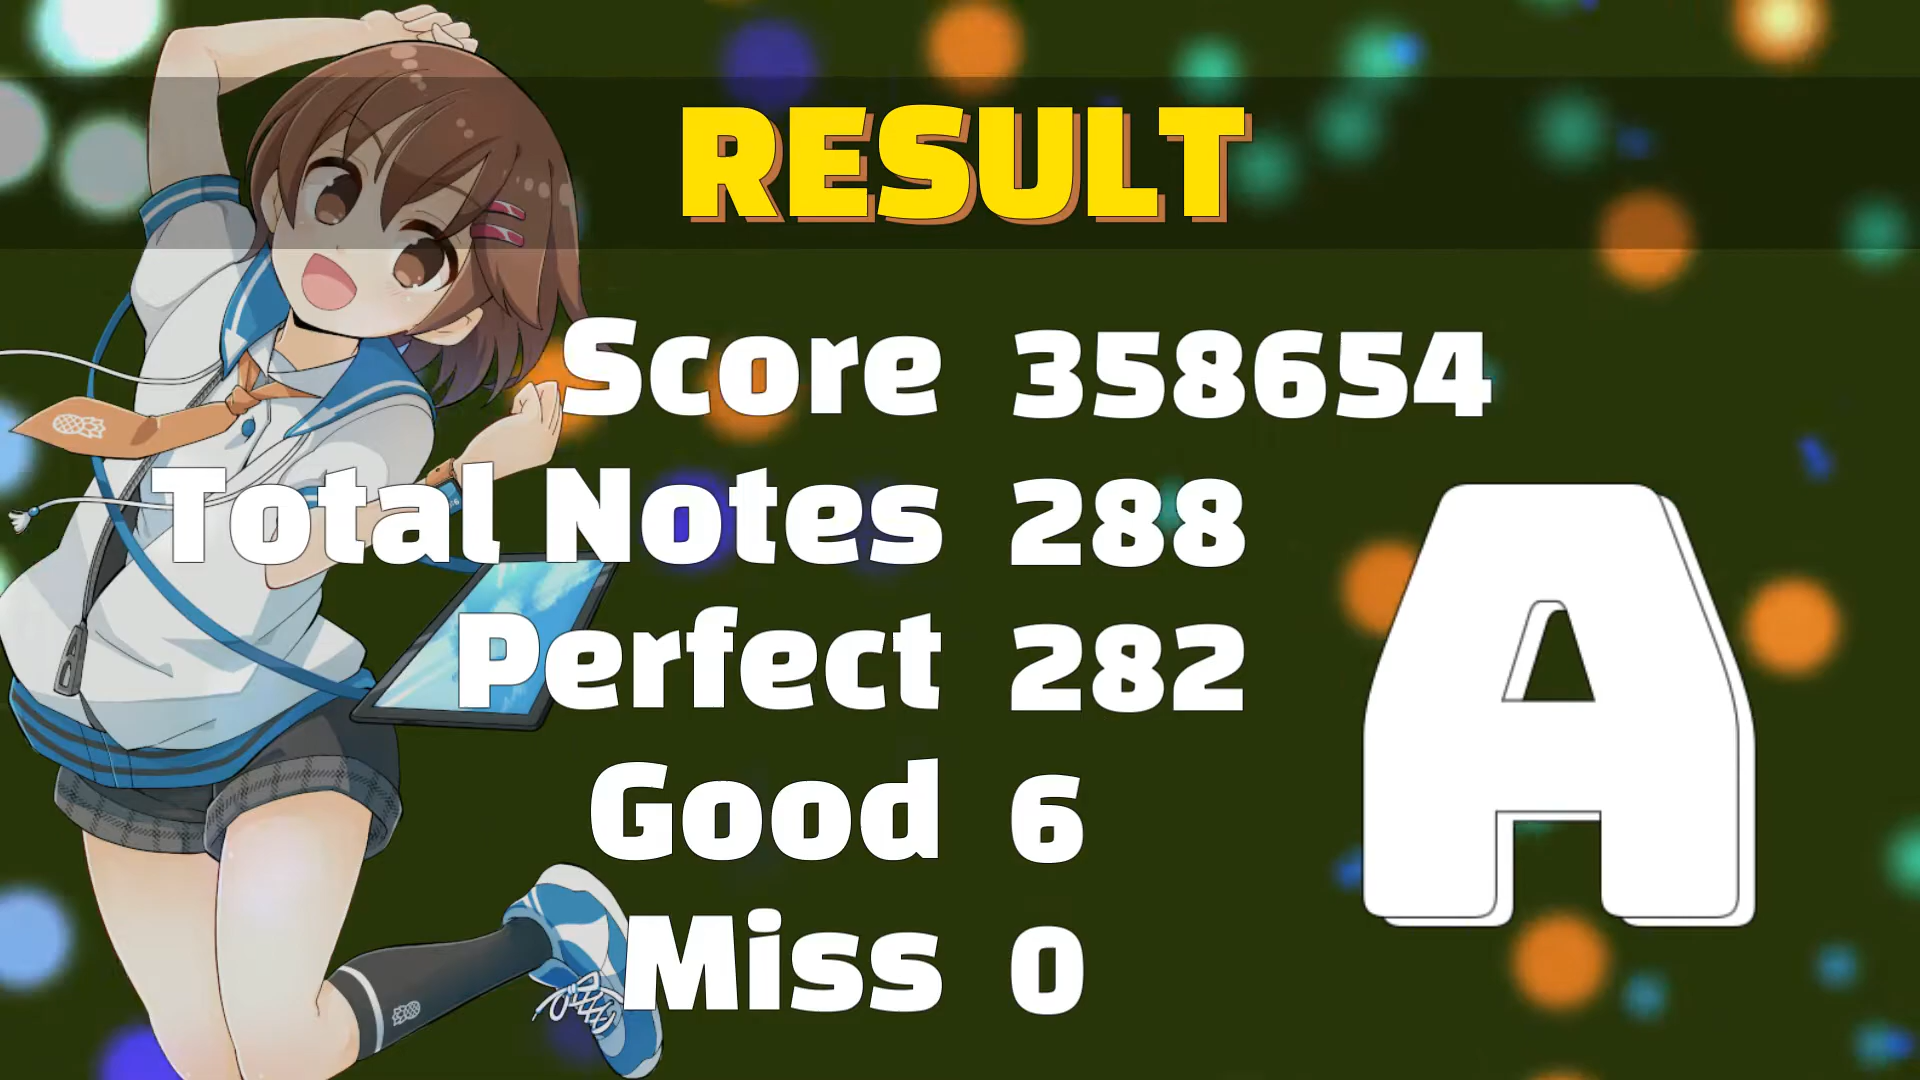 RESULT
Score 358654
Total Notes 288
Perfect 282
Good 6
Miss 0
A